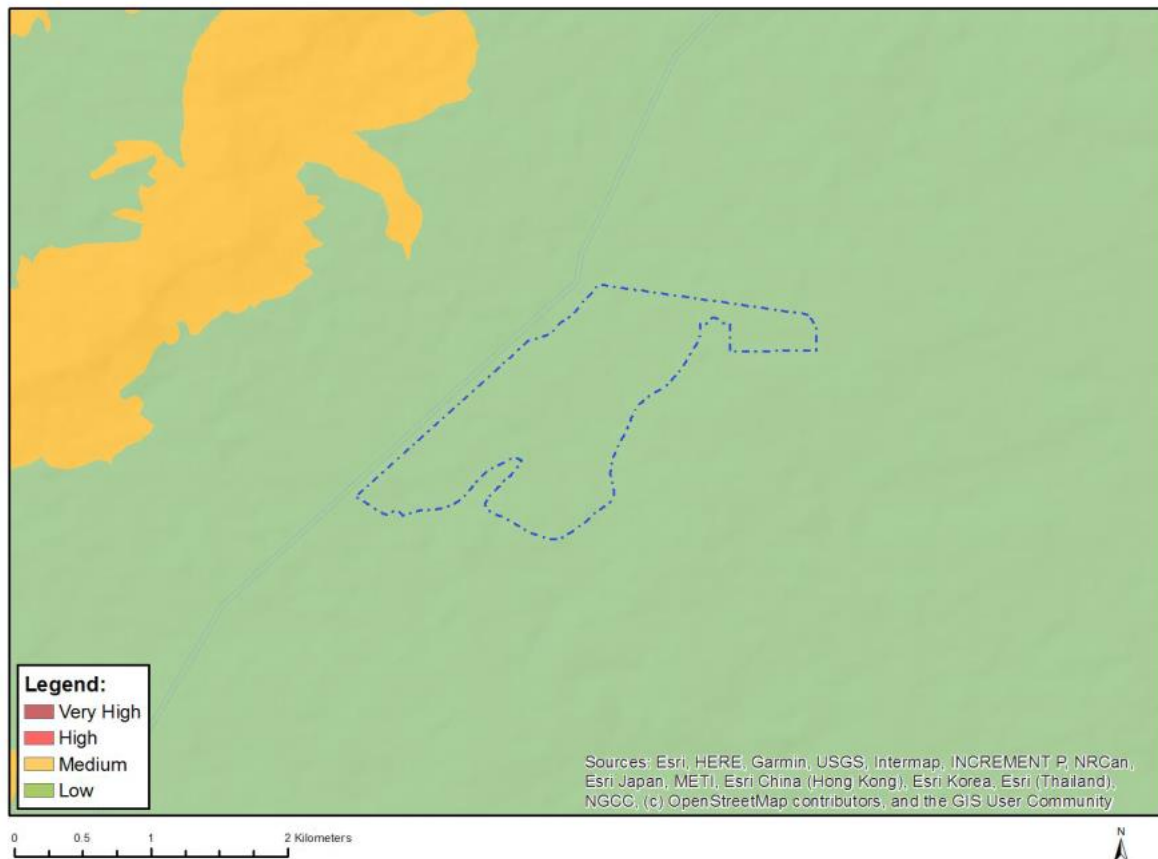 Legend:
Very High
High
Medium
Low
Sources: Esri, HERE, Garmin, USGS, Intermap, INCREMENT P, NRCan,
Esri Japan, METI, Esri China (Hong Kong), Esri Korea, Esri (Thailand),
NGCC, (c) OpenStreetMap contributors, and the GIS User Community
0 0.5 1 2 Kilometers
N